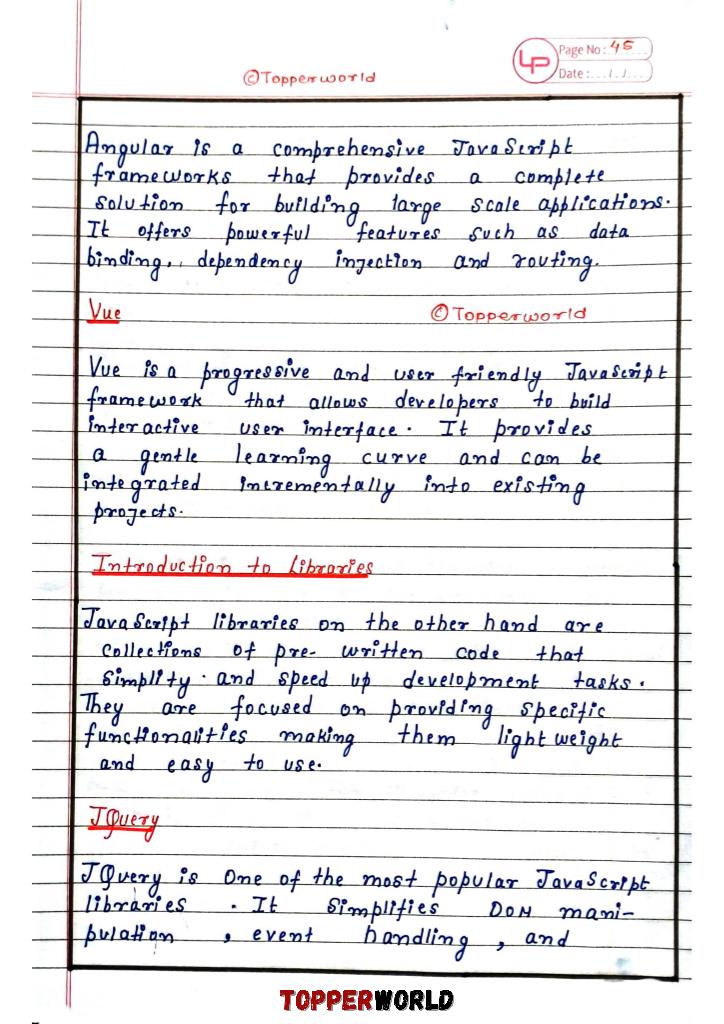 ©Topperworld
LP
Page No: 45
Date: / /
Angular is a comprehensive JavaScript
frameworks that provides a complete
solution for building large scale applications.
It offers powerful features such as data
binding, dependency injection and routing.
Vue
©Topperworld
Vue is a progressive and user friendly JavaScript
framework that allows developers to build
interactive user interface. It provides
a gentle learning curve and can be
integrated incrementally into existing
projects.
Introduction to Libraries
JavaScript libraries on the other hand are
collections of pre-written code that
simplity. and speed up development tasks.
They are focused on providing specific
functionalities making them light weight
and easy to use.
JQuery
JQuery is one of the most popular JavaScript
libraries. It simplifies DOM mani-
pulation, event handling, and
TOPPERWORLD